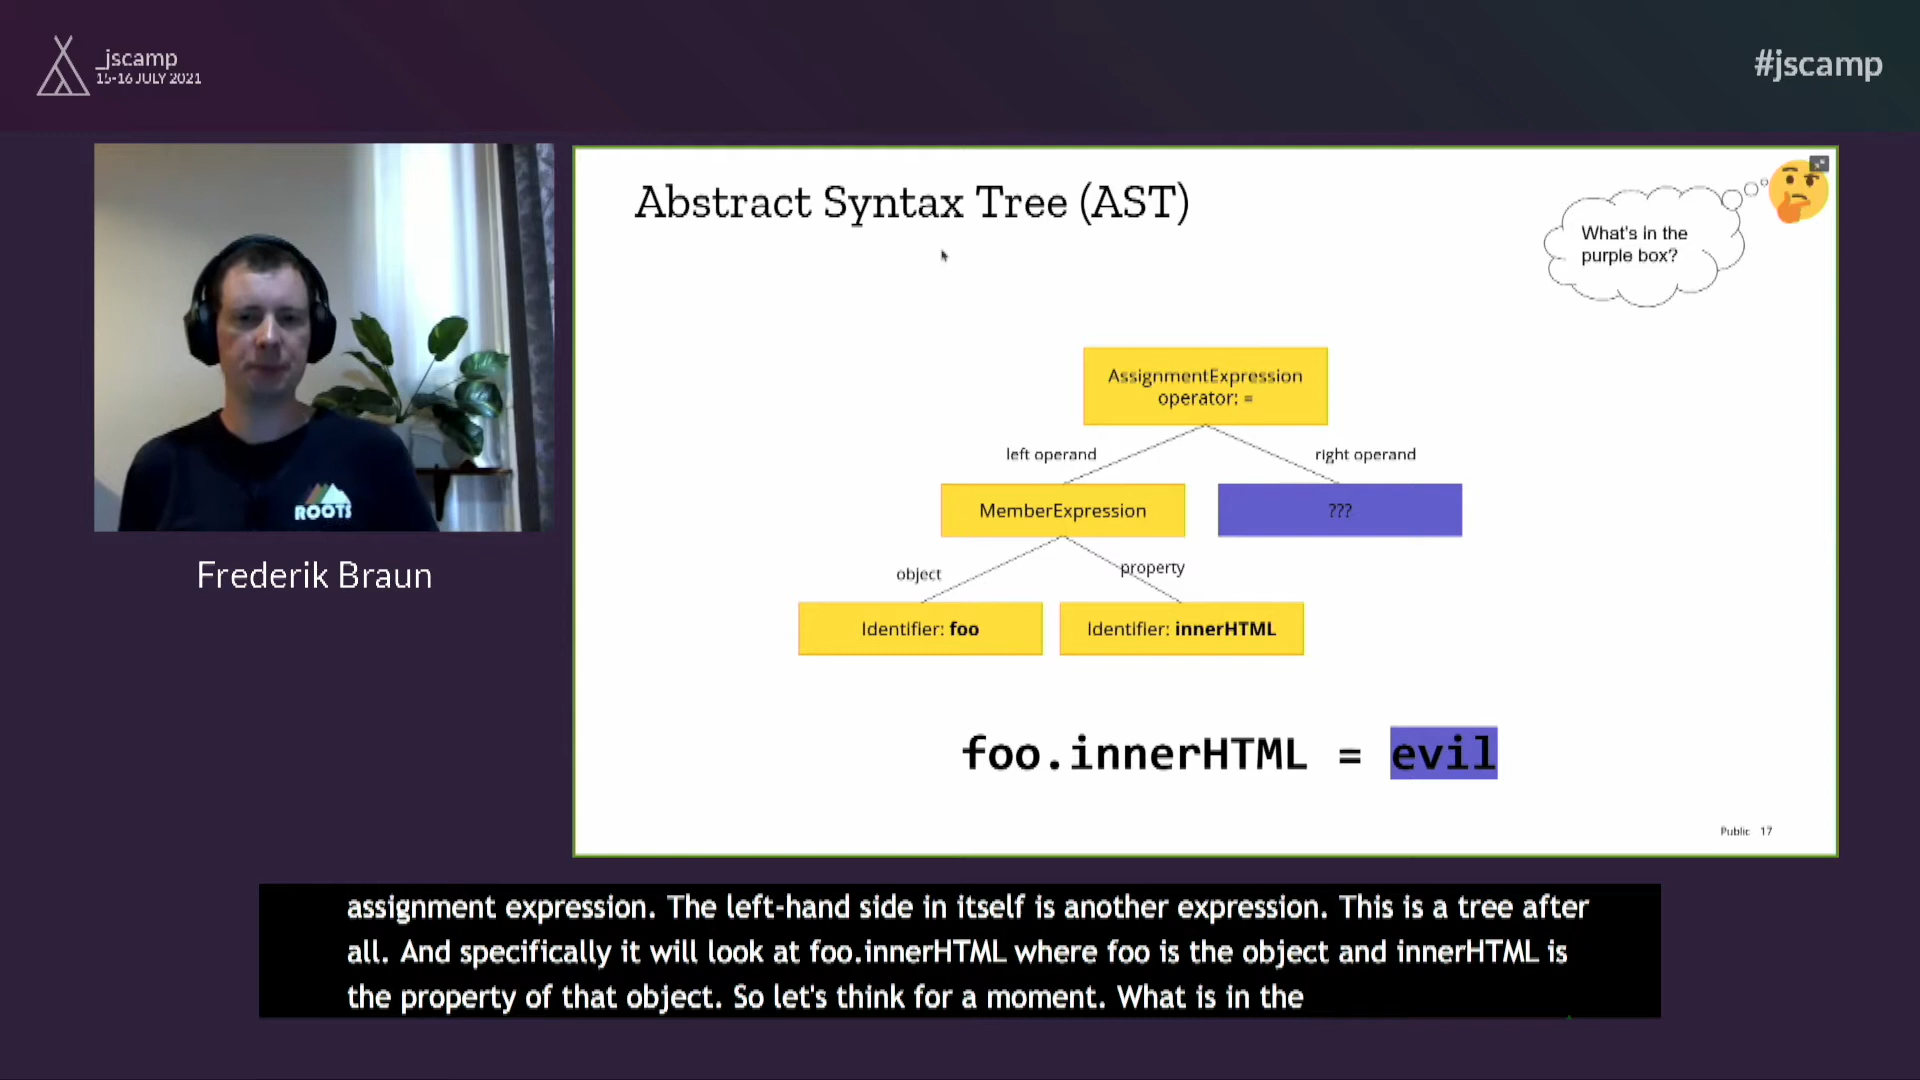 _jscamp
15-16 JULY 2021
#jscamp
Abstract Syntax Tree (AST)
What's in the
purple box?
AssignmentExpression
operator: =
left operand
right operand
MemberExpression
???
object
property
Identifier: foo
Identifier: innerHTML
foo.innerHTML = evil
Public 17
ROOTS
Frederik Braun
assignment expression. The left-hand side in itself is another expression. This is a tree after
all. And specifically it will look at foo.innerHTML where foo is the object and innerHTML is
the property of that object. So let's think for a moment. What is in the